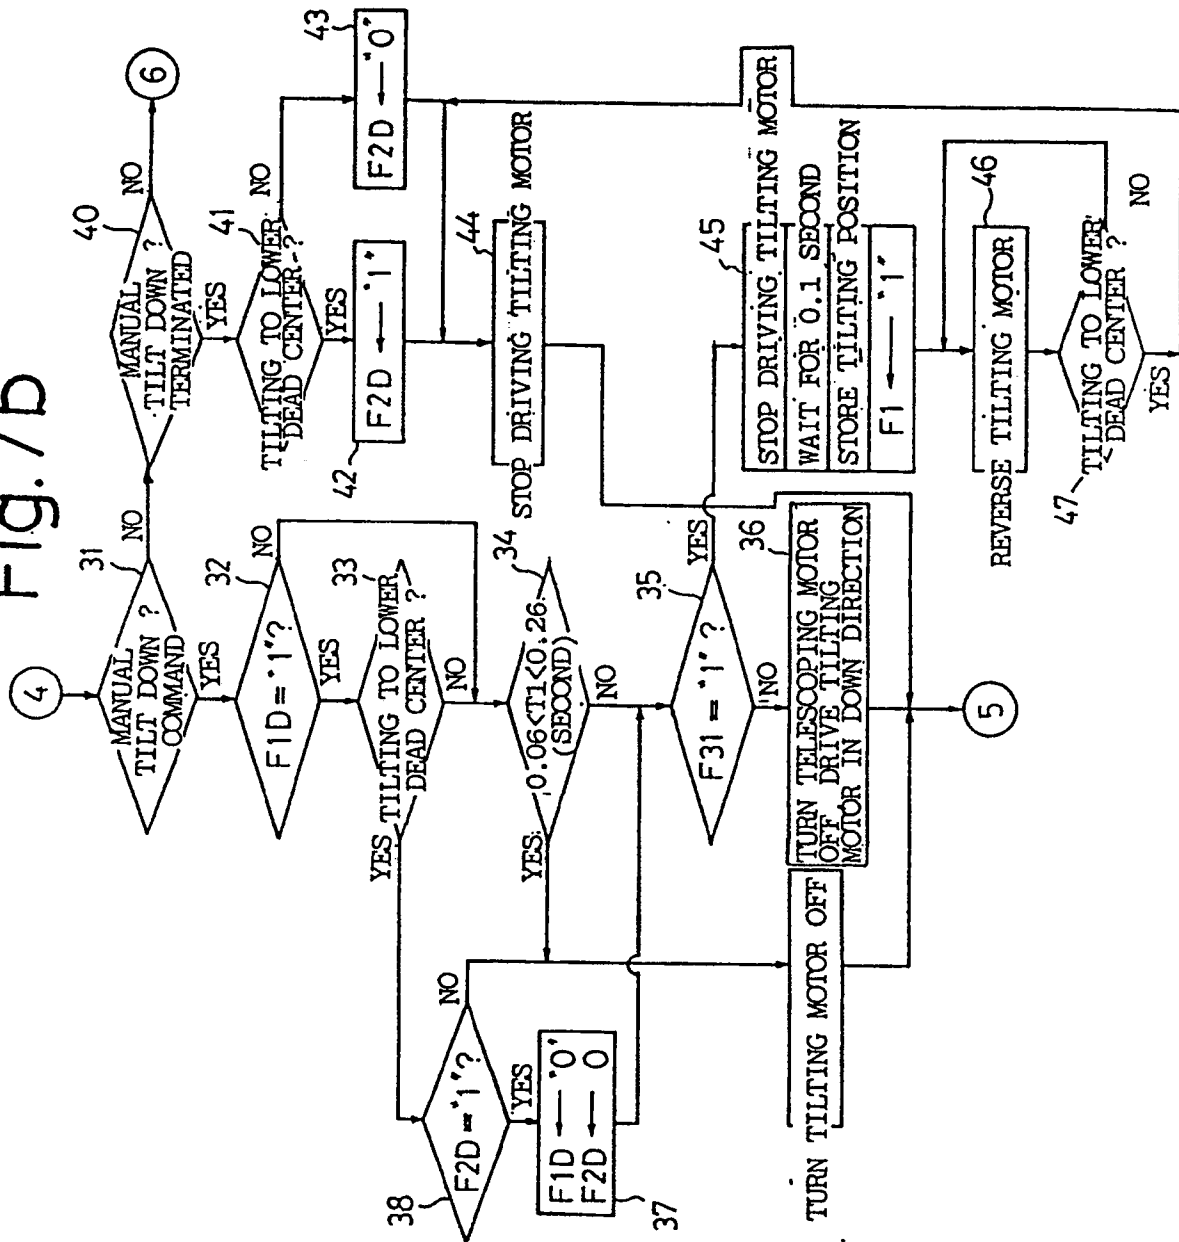 Fig. 7b
4
MANUAL
TILT DOWN ?
COMMAND
31
NO
YES
MANUAL
TILT DOWN ?
TERMINATED
40
NO
6
YES
F1D = "1"?
32
NO
YES
TILTING TO LOWER
DEAD CENTER ?
41
NO
YES
F2D ← "1"
42
F2D ← "0"
43
TILTING TO LOWER
DEAD CENTER ?
33
YES
NO
STOP DRIVING TILTING MOTOR
44
0.06<T1<0.26
(SECOND)
34
YES
NO
F2D = "1"?
38
NO
YES
F1D ← "0"
F2D ← 0
37
F31 = "1" ?
35
YES
NO
STOP DRIVING TILTING MOTOR
WAIT FOR 0.1 SECOND
STORE TILTING POSITION
F1 ← "1"
45
TURN TILTING MOTOR OFF
TURN TELESCOPING MOTOR
OFF DRIVE TILTING
MOTOR IN DOWN DIRECTION
36
REVERSE TILTING MOTOR
46
5
TILTING TO LOWER
DEAD CENTER ?
47
NO
YES